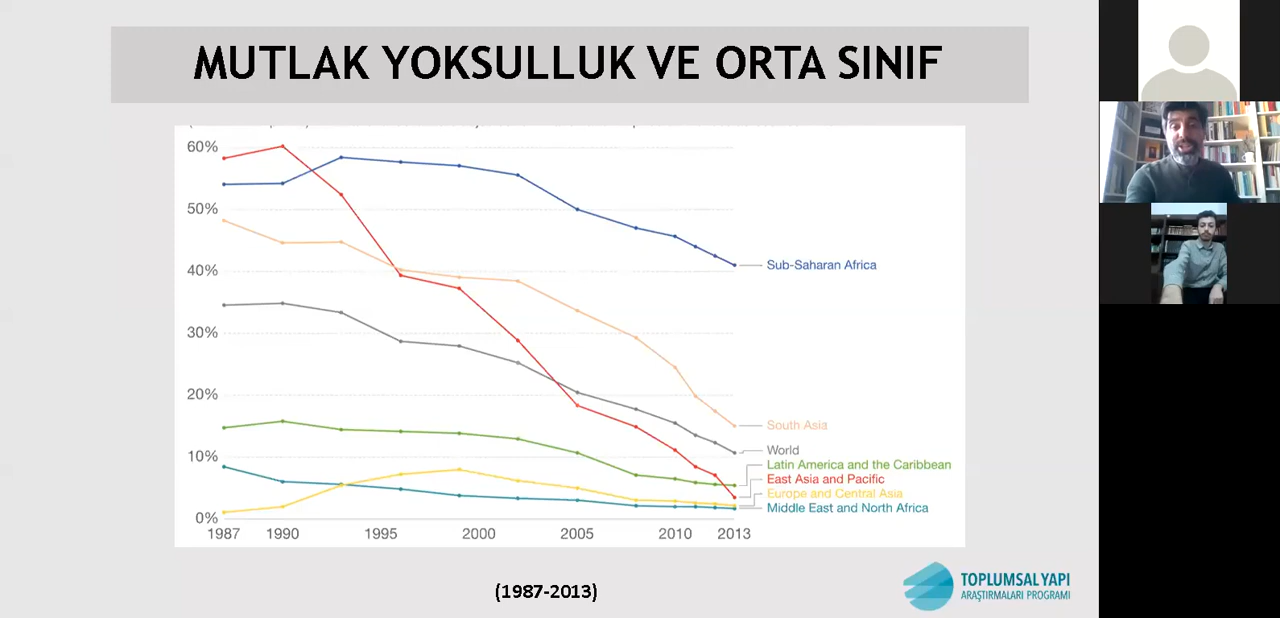 MUTLAK YOKSULLUK VE ORTA SINIF
60%
50%
40%
30%
20%
10%
0%
1987 1990 1995 2000 2005 2010 2013
Sub-Saharan Africa
South Asia
World
Latin America and the Caribbean
East Asia and Pacific
Europe and Central Asia
Middle East and North Africa
(1987-2013)
TOPLUMSAL YAPI
ARAŞTIRMALARI PROGRAMI